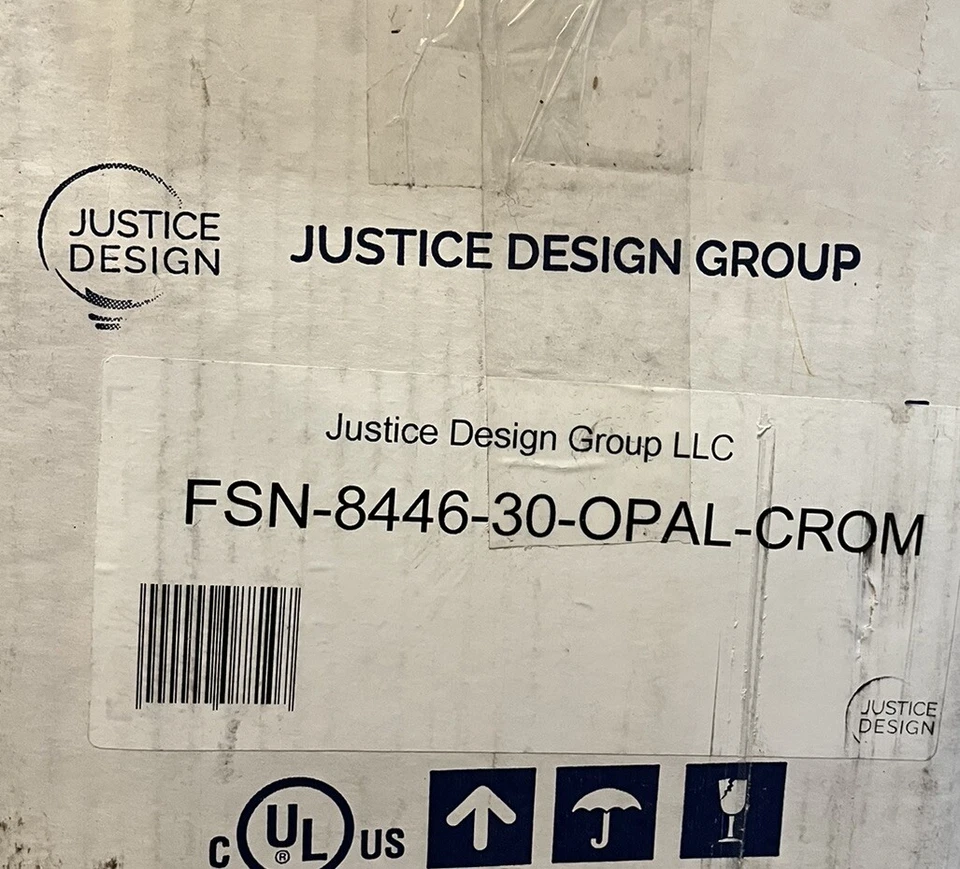 JUSTICE
DESIGN
JUSTICE DESIGN GROUP
Justice Design Group LLC
FSN-8446-30-OPAL-CROM
JUSTICE
DESIGN
C UL® US